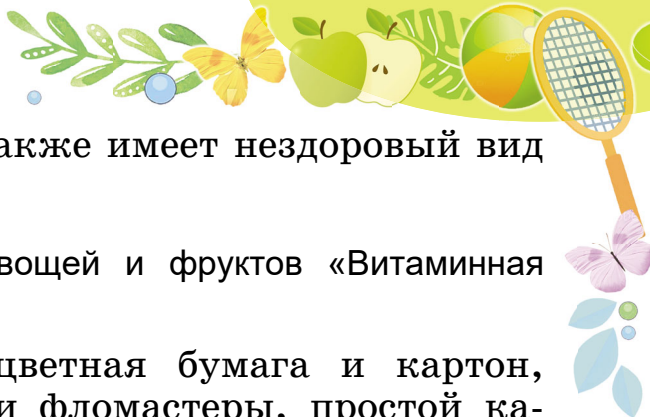 акже имеет нездоровый вид
вощей и фруктов «Витаминная
цветная бумага и картон,
и фломастеры, простой ка-